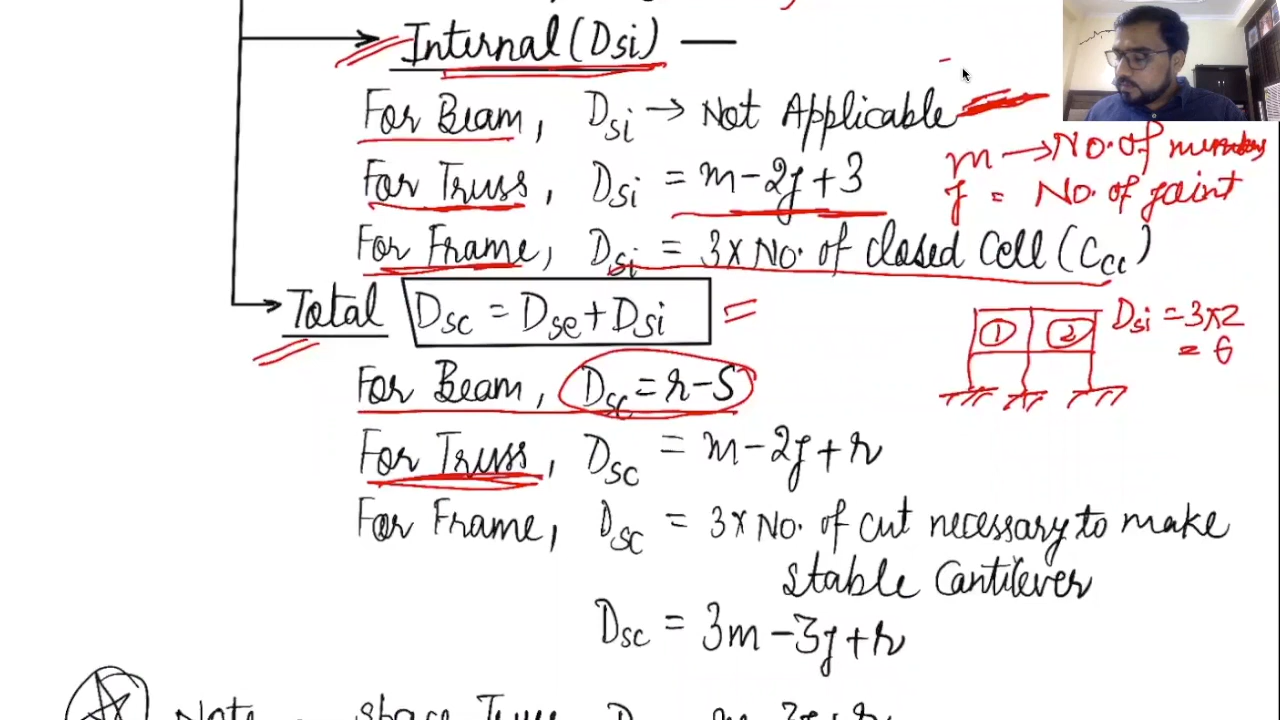 Internal (Dsi) —
For Beam, Dsi → Not Applicable
m → No. of members
For Truss, Dsi = m - 2j + 3
j = No. of joint
For Frame, Dsi = 3 x No. of closed Cell (Ccc)
Total Dsc = Dse + Dsi =
① ② Dsi = 3x2
= 6
For Beam, Dsc = r - s
For Truss, Dsc = m - 2j + r
For Frame, Dsc = 3 x No. of cut necessary to make
stable Cantilever
Dsc = 3m - 3j + r
Note - space Truss